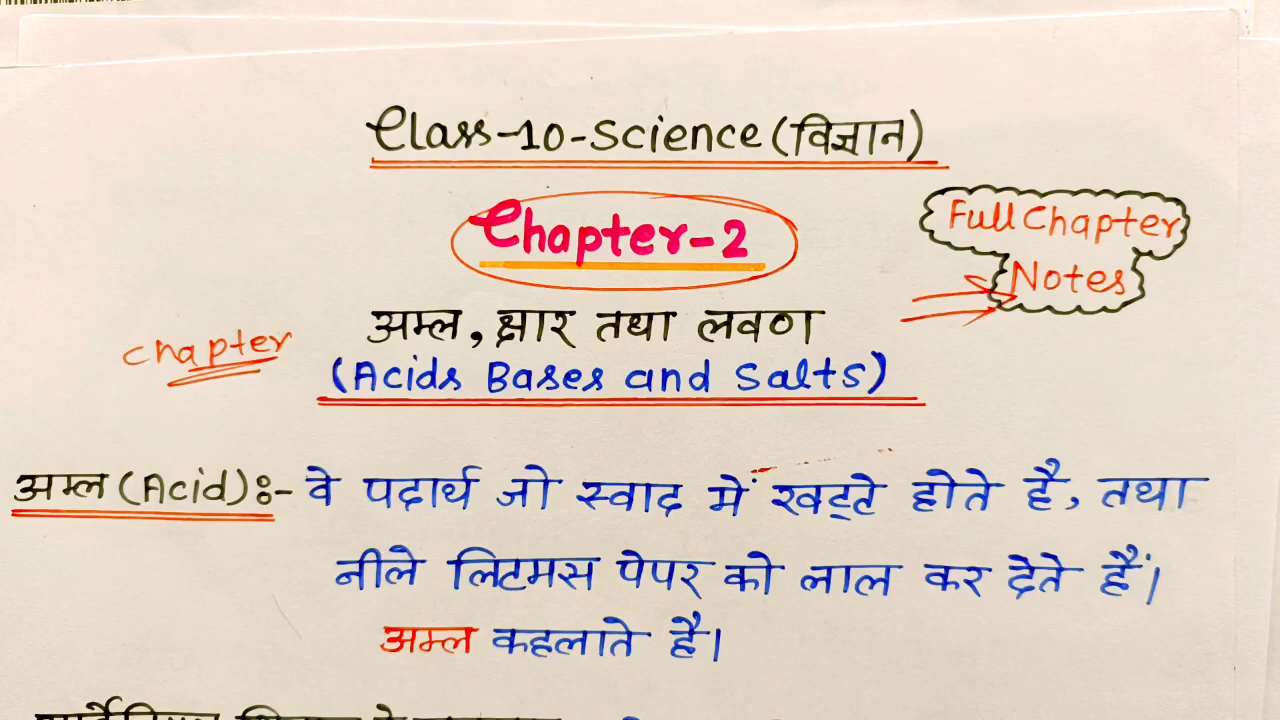 Class-10-Science (विज्ञान)
Chapter-2
Full Chapter
Notes
अम्ल, क्षार तथा लवण
chapter
(Acids Bases and Salts)
अम्ल (Acid):- वे पदार्थ जो स्वाद में खट्टे होते है, तथा
नीले लिटमस पेपर को लाल कर देते हैं।
अम्ल कहलाते है।